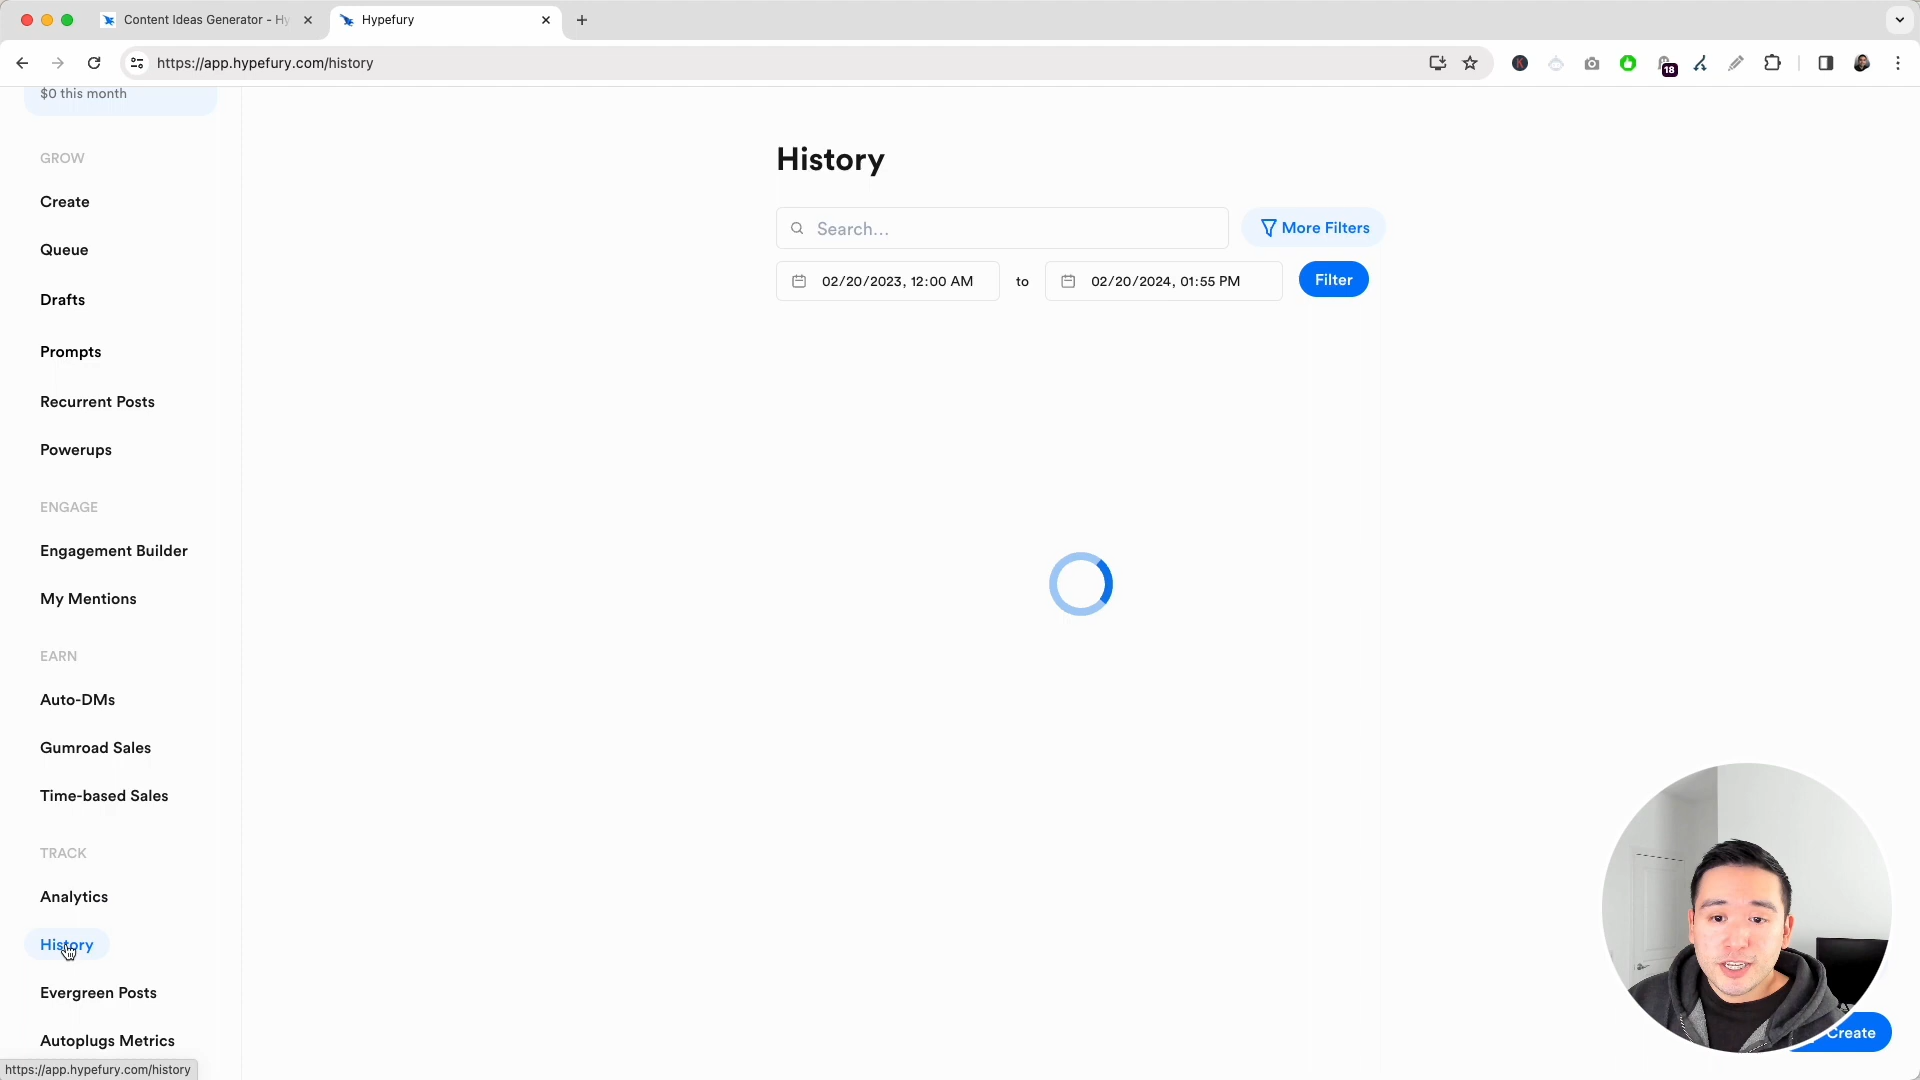 Content Ideas Generator - Hy
Hypefury
https://app.hypefury.com/history
18
$0 this month
GROW
Create
Queue
Drafts
Prompts
Recurrent Posts
Powerups
ENGAGE
Engagement Builder
My Mentions
EARN
Auto-DMs
Gumroad Sales
Time-based Sales
TRACK
Analytics
History
Evergreen Posts
Autoplugs Metrics
https://app.hypefury.com/history
History
Search...
More Filters
02/20/2023, 12:00 AM to 02/20/2024, 01:55 PM Filter
Create